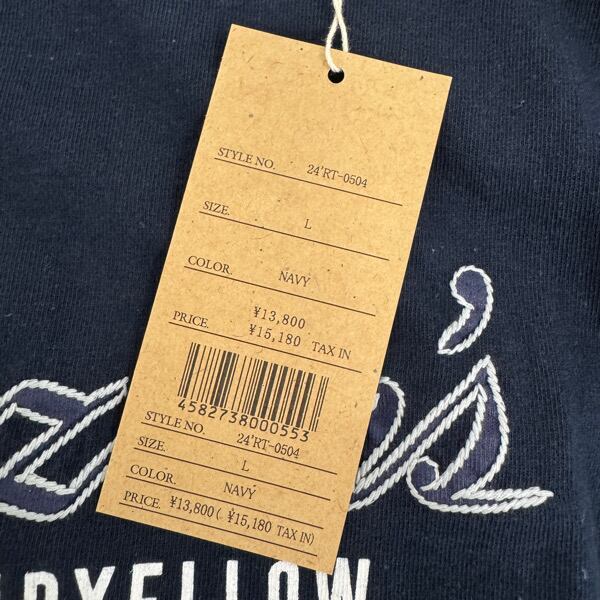 STYLE NO. 24'RT-0504
SIZE. L
COLOR. NAVY
¥13,800
PRICE. ¥15,180 TAX IN
4582738000553
STYLE NO. 24'RT-0504
SIZE. L
COLOR. NAVY
PRICE. ¥13,800( ¥15,180 TAX IN)
's